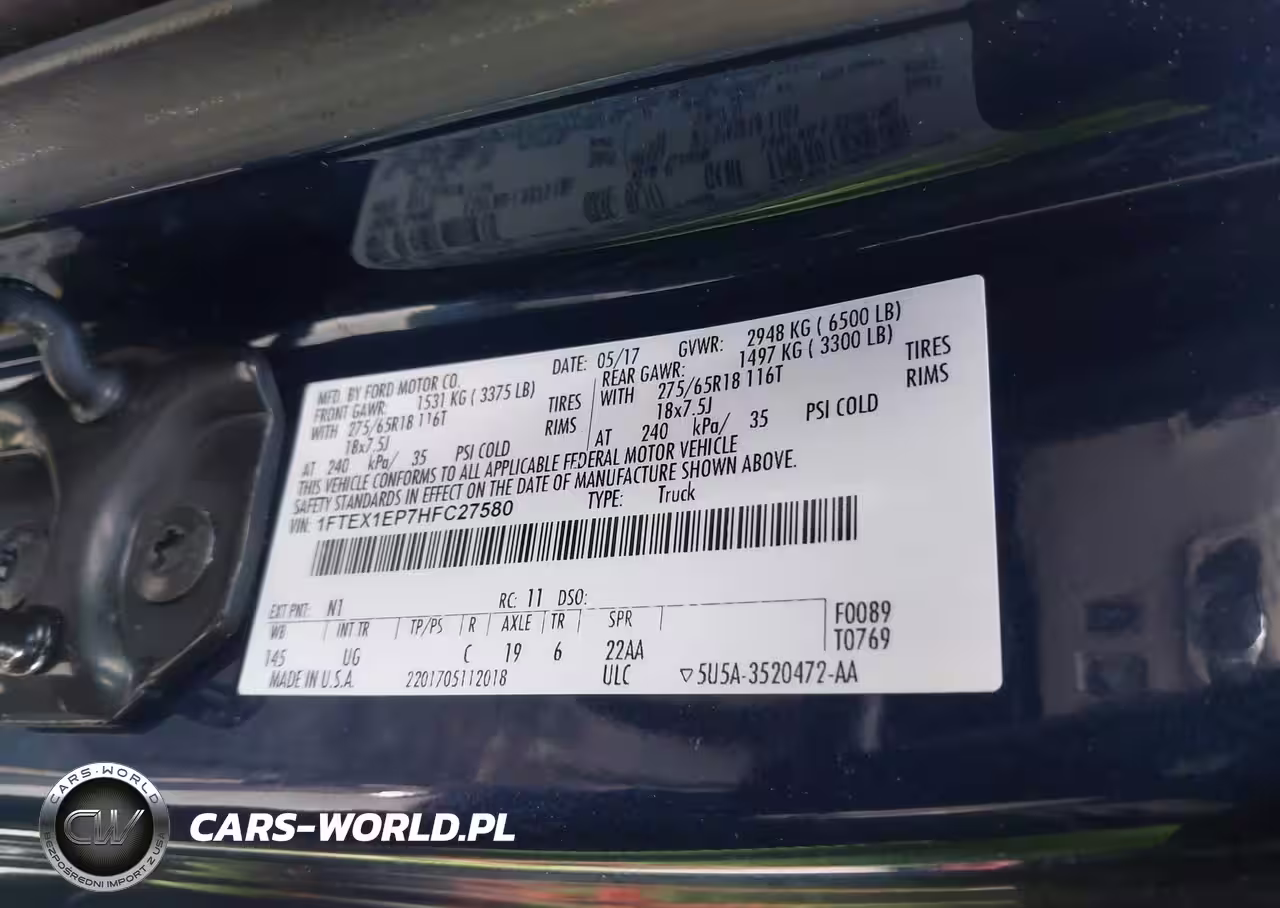 MFD. BY FORD MOTOR CO.
DATE: 05/17 GVWR: 2948 KG ( 6500 LB)
FRONT GAWR: 1531 KG ( 3375 LB)
REAR GAWR: 1497 KG ( 3300 LB)
WITH 275/65R18 116T TIRES
WITH 275/65R18 116T TIRES
18x7.5J RIMS
18x7.5J RIMS
AT 240 kPa/ 35 PSI COLD
AT 240 kPa/ 35 PSI COLD
THIS VEHICLE CONFORMS TO ALL APPLICABLE FEDERAL MOTOR VEHICLE
SAFETY STANDARDS IN EFFECT ON THE DATE OF MANUFACTURE SHOWN ABOVE.
VIN: 1FTEX1EP7HFC27580 TYPE: Truck
EXT PNT: N1 RC: 11 DSO:
WB INT TR TP/PS R AXLE TR SPR F0089
145 UG C 19 6 22AA T0769
MADE IN U.S.A. 2201705112018 ULC ▽5U5A-3520472-AA
CARS-WORLD
CW
BEZPOŚREDNI IMPORT Z USA
CARS-WORLD.PL